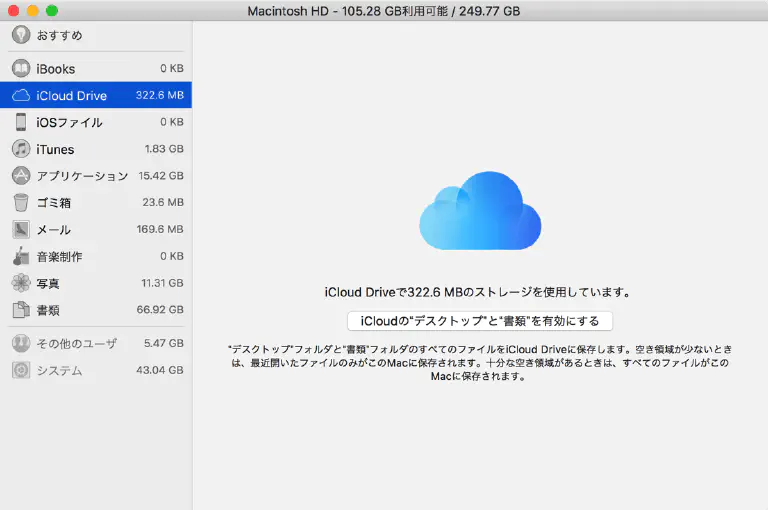 Macintosh HD - 105.28 GB利用可能 / 249.77 GB
おすすめ
iBooks 0 KB
iCloud Drive 322.6 MB
iOSファイル 0 KB
iTunes 1.83 GB
アプリケーション 15.42 GB
ゴミ箱 23.6 MB
メール 169.6 MB
音楽制作 0 KB
写真 11.31 GB
書類 66.92 GB
その他のユーザ 5.47 GB
システム 43.04 GB
iCloud Driveで322.6 MBのストレージを使用しています。
iCloudの“デスクトップ”と“書類”を有効にする
“デスクトップ”フォルダと“書類”フォルダのすべてのファイルをiCloud Driveに保存します。空き領域が少ないとき
は、最近開いたファイルのみがこのMacに保存されます。十分な空き領域があるときは、すべてのファイルがこの
Macに保存されます。